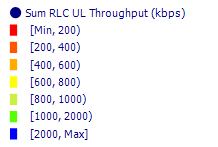 Sum RLC UL Throughput (kbps)
[Min, 200)
[200, 400)
[400, 600)
[600, 800)
[800, 1000)
[1000, 2000)
[2000, Max]